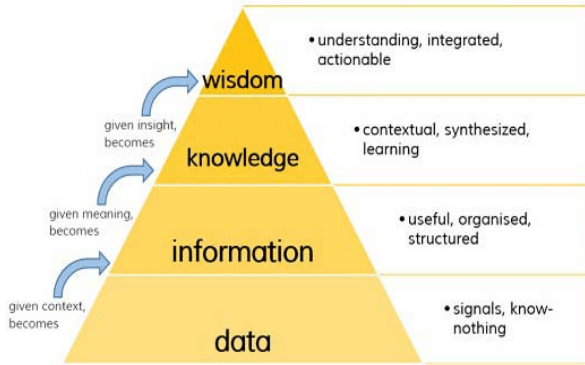 wisdom
• understanding, integrated,
actionable
given insight,
becomes
knowledge
• contextual, synthesized,
learning
given meaning,
becomes
information
• useful, organised,
structured
given context,
becomes
data
• signals, know-
nothing